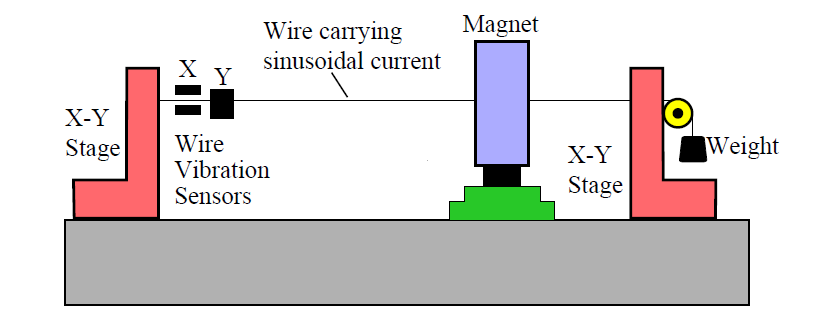 Wire carrying
sinusoidal current
Magnet
X
Y
X-Y
Stage
Wire
Vibration
Sensors
X-Y
Stage
Weight